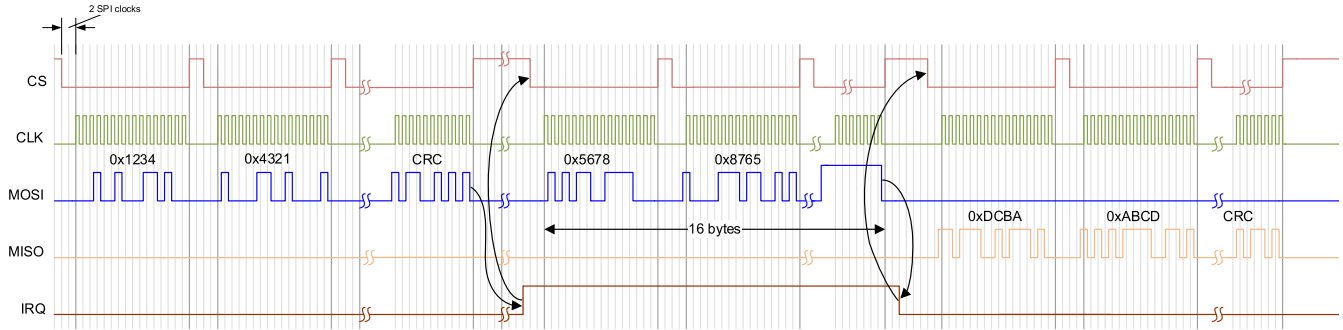 2 SPI clocks
CS
CLK
0x1234 0x4321 CRC 0x5678 0x8765
MOSI
0xDCBA 0xABCD CRC
16 bytes
MISO
IRQ